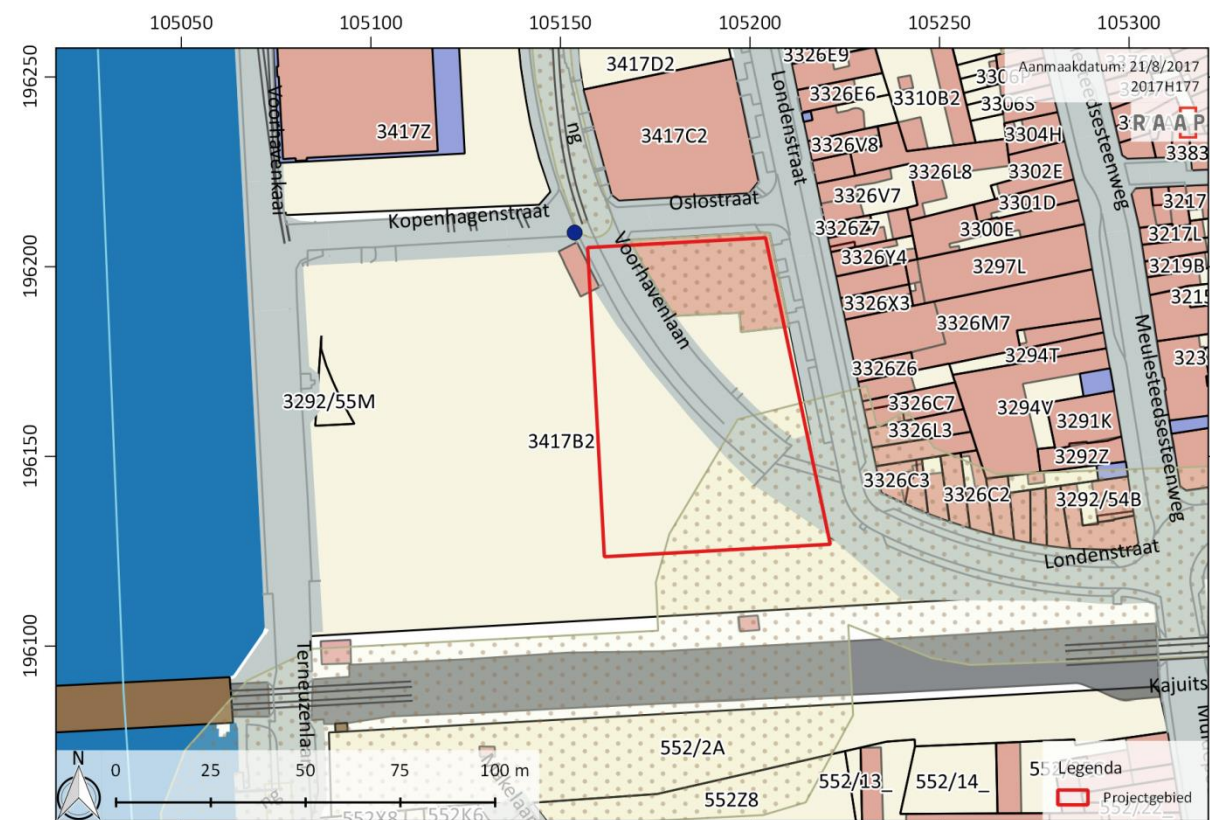 105050 105100 105150 105200 105250 105300
196250
196200
196150
196100
Aanmaakdatum: 21/8/2017
2017H177
RAAP
3417D2
3326E9
3326E6
3310B2
3306S
3417Z
3417C2
3326V8
3304H
3383
3326L8
3302E
3326V7
3301D
3217
Voorhavenkaai
ng
Londenstraat
Meulesteedsesteenweg
Kopenhagenstraat
Oslostraat
3326Z7
3300E
3217L
3326Y4
3297L
3219B
Voorhavenlaan
3326X3
3326M7
3294T
3326Z6
3292/55M
3326C7
3294V
3291K
3417B2
3326L3
3292Z
3326C3
3326C2
3292/54B
Meulesteedsesteenweg
Londenstraat
Terneuzenlaan
Kajuits
552/2A
552/13_
552/14_
552Z8
552X8
552K6
N
0 25 50 75 100 m
Legenda
Projectgebied